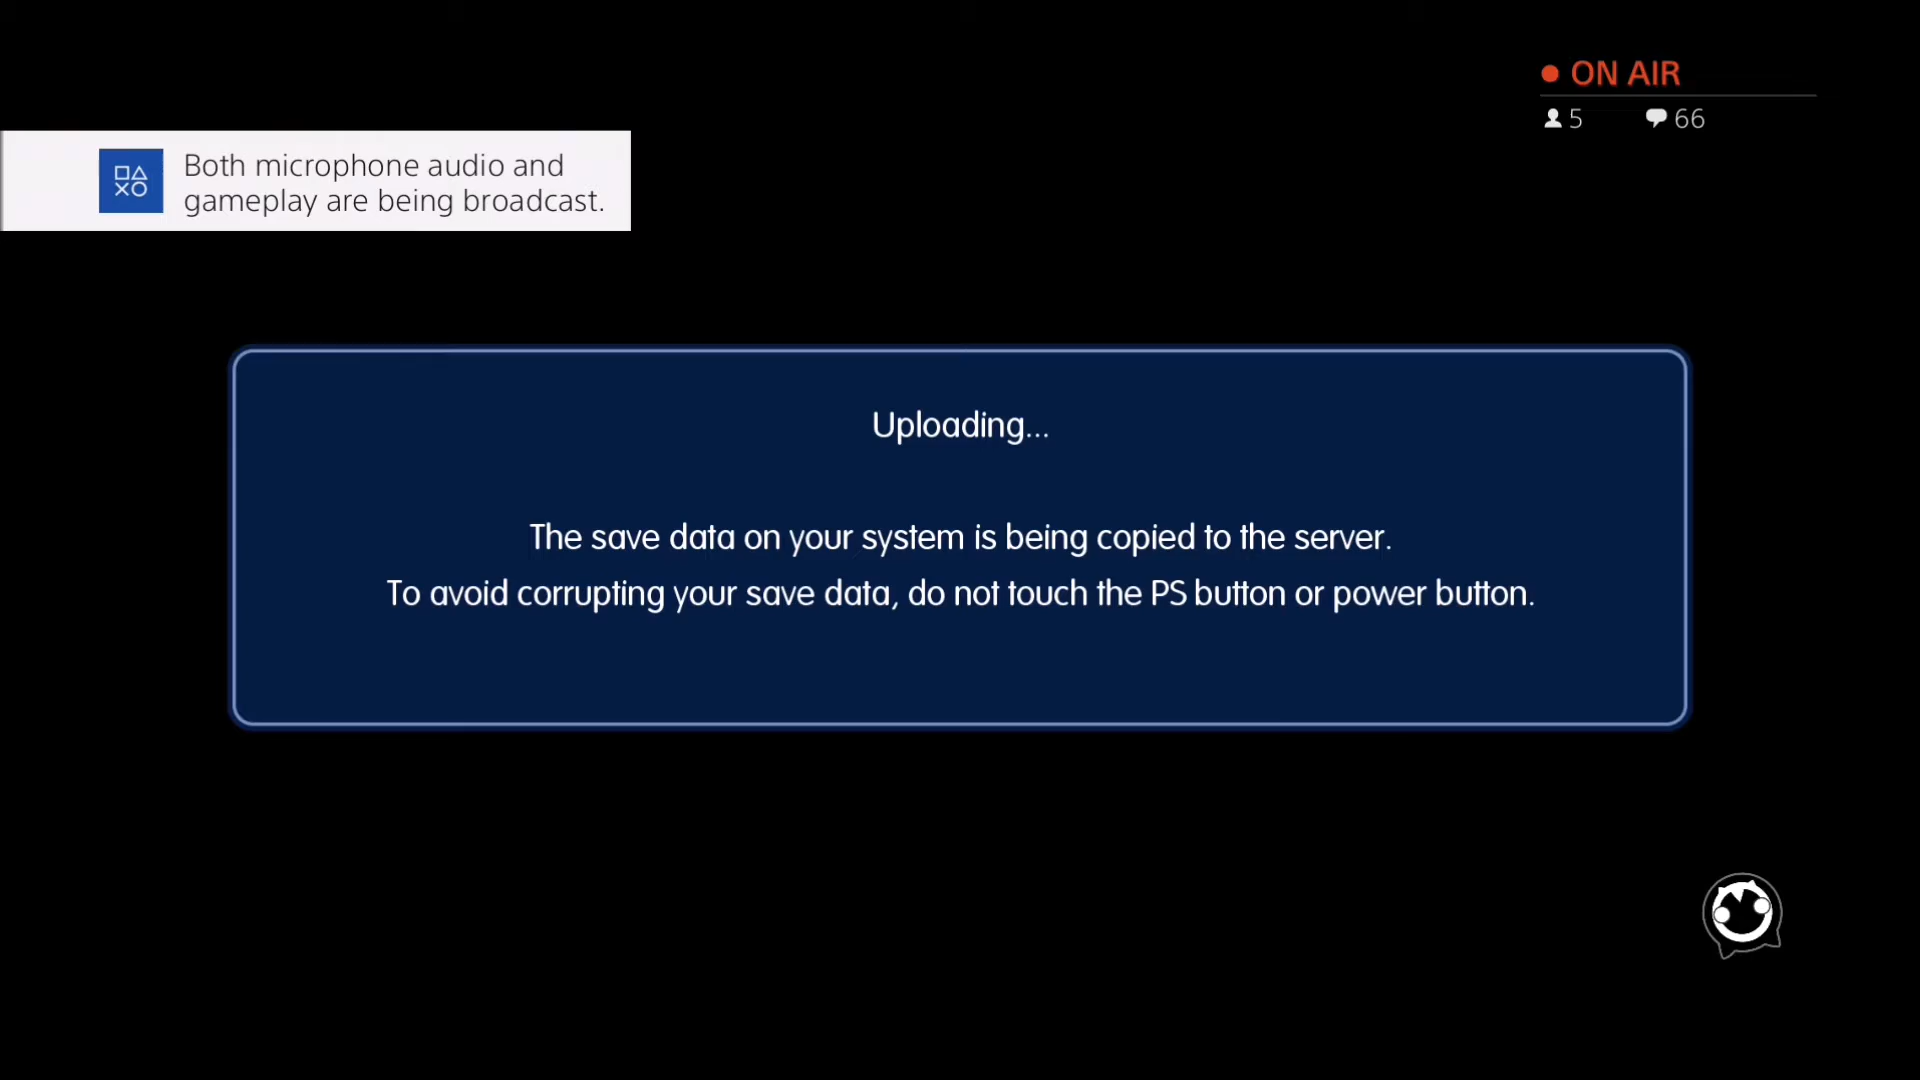 ON AIR
5 66
Both microphone audio and
gameplay are being broadcast.
Uploading...
The save data on your system is being copied to the server.
To avoid corrupting your save data, do not touch the PS button or power button.